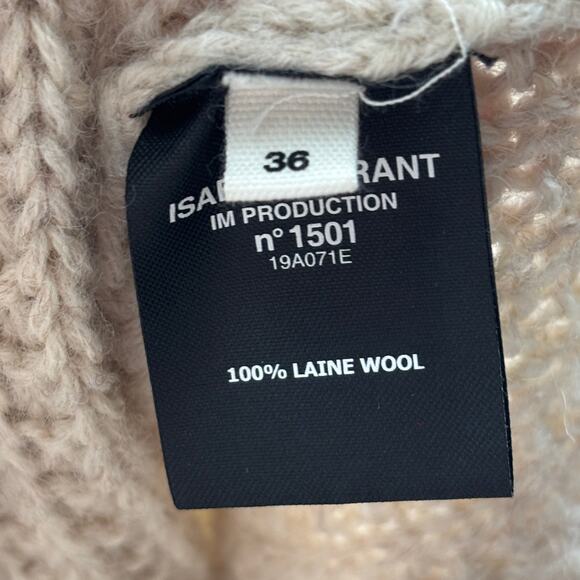 36
IM PRODUCTION
n° 1501
19A071E
100% LAINE WOOL